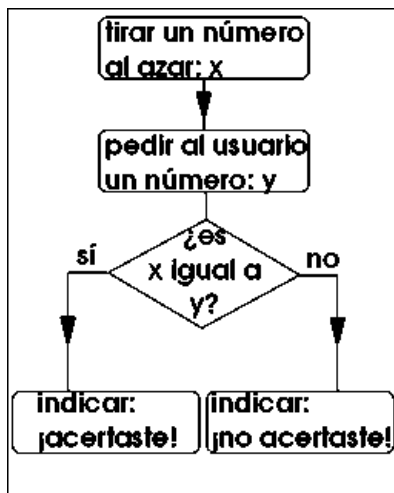 tirar un número
al azar: x
pedir al usuario
un número: y
¿es
x igual a
y?
sí
no
indicar:
¡acertaste!
indicar:
¡no acertaste!